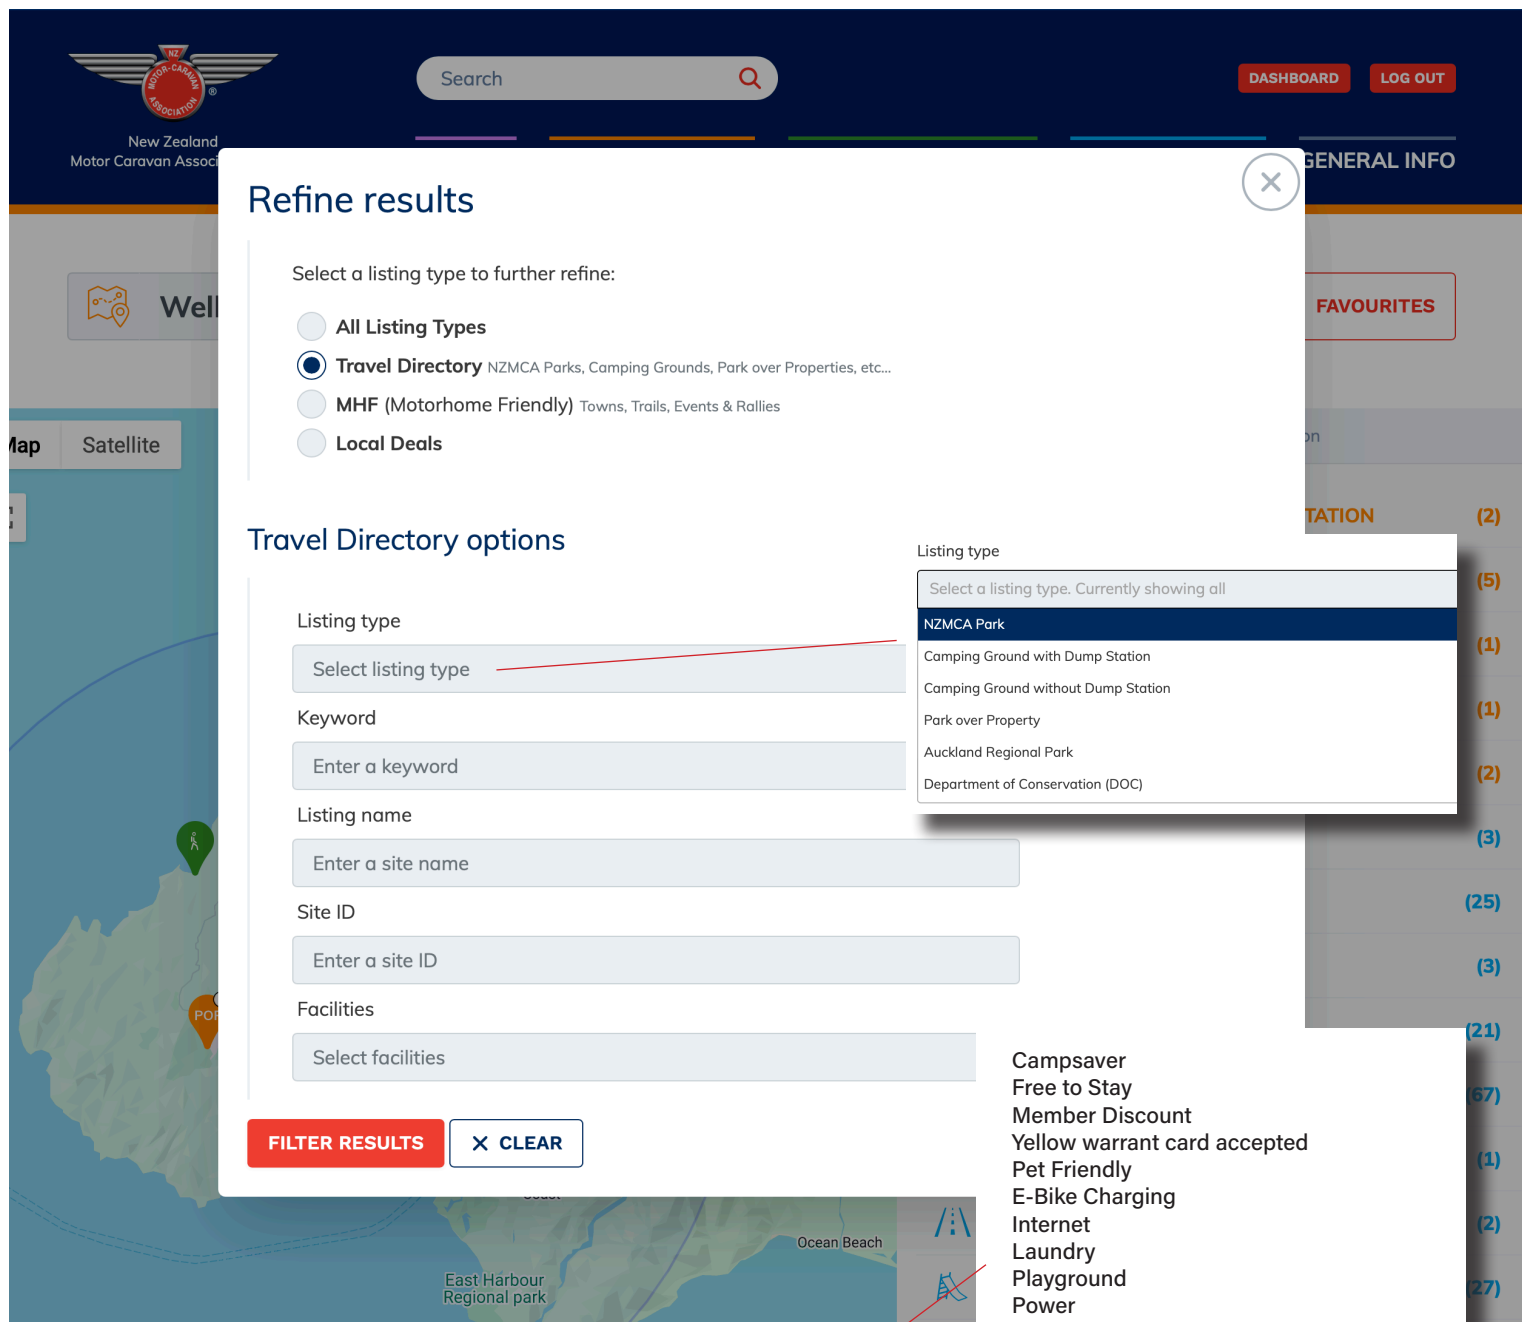 NZ
MOTOR-CARAVAN
ASSOCIATION
®
New Zealand
Motor Caravan Associ
Search
DASHBOARD
LOG OUT
GENERAL INFO
Refine results
Select a listing type to further refine:
All Listing Types
Travel Directory NZMCA Parks, Camping Grounds, Park over Properties, etc...
MHF (Motorhome Friendly) Towns, Trails, Events & Rallies
Local Deals
Well
FAVOURITES
Map
Satellite
on
TATION (2)
(5)
(1)
(1)
(2)
(3)
(25)
(3)
(21)
(67)
(1)
(2)
(27)
Travel Directory options
Listing type
Select listing type
Keyword
Enter a keyword
Listing name
Enter a site name
Site ID
Enter a site ID
Facilities
Select facilities
FILTER RESULTS
CLEAR
Listing type
Select a listing type. Currently showing all
NZMCA Park
Camping Ground with Dump Station
Camping Ground without Dump Station
Park over Property
Auckland Regional Park
Department of Conservation (DOC)
Campsaver
Free to Stay
Member Discount
Yellow warrant card accepted
Pet Friendly
E-Bike Charging
Internet
Laundry
Playground
Power
POP
Ocean Beach
East Harbour
Regional park